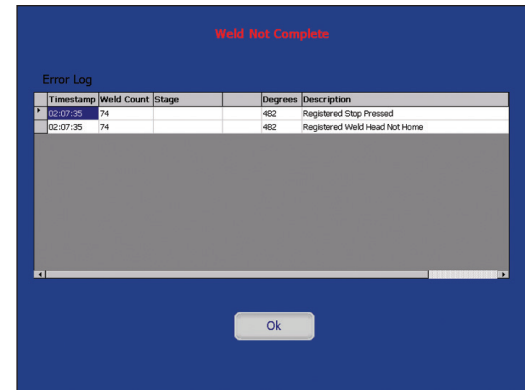 Weld Not Complete
Error Log
Timestamp Weld Count Stage Degrees Description
02:07:35 74 482 Registered Stop Pressed
02:07:35 74 482 Registered Weld Head Not Home
Ok